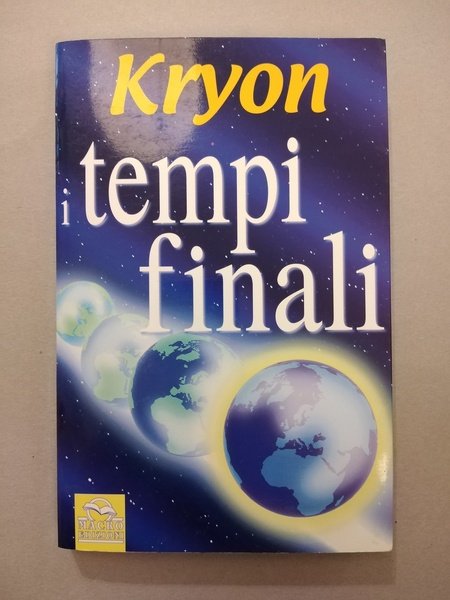 Kryon
i tempi
finali
MACRO
EDIZIONI